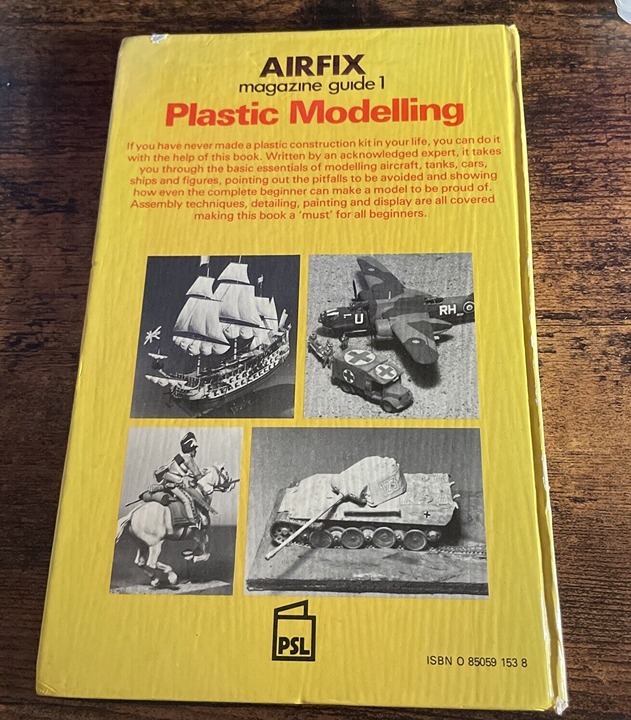 AIRFIX
magazine guide 1
Plastic Modelling
If you have never made a plastic construction kit in your life, you can do it
with the help of this book. Written by an acknowledged expert, it takes
you through the basic essentials of modelling aircraft, tanks, cars,
ships and figures, pointing out the pitfalls to be avoided and showing
how even the complete beginner can make a model to be proud of.
Assembly techniques, detailing, painting and display are all covered
making this book a ‘must’ for all beginners.
U
RH
PSL
ISBN O 85059 153 8